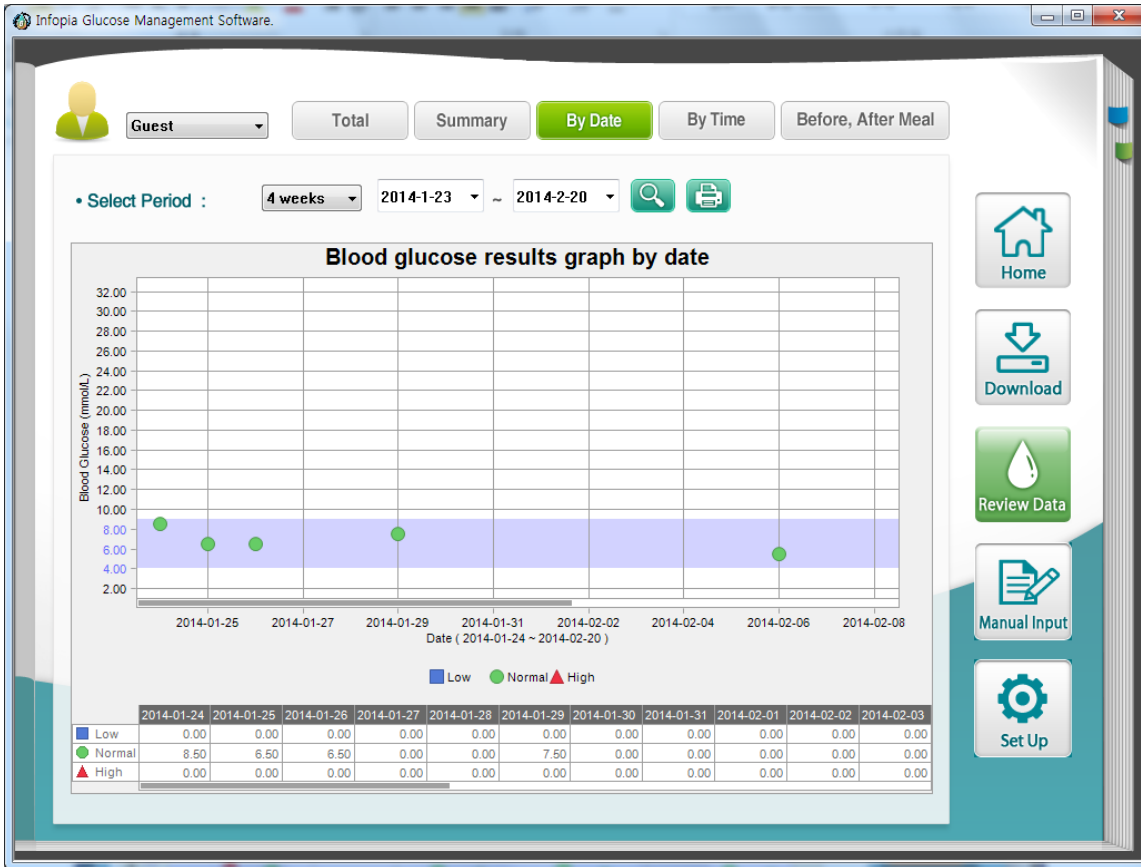 Infopia Glucose Management Software.
Guest
Total
Summary
By Date
By Time
Before, After Meal
• Select Period :
4 weeks
2014-1-23 ~ 2014-2-20
Blood glucose results graph by date
Blood Glucose (mmol/L)
32.00
30.00
28.00
26.00
24.00
22.00
20.00
18.00
16.00
14.00
12.00
10.00
8.00
6.00
4.00
2.00
2014-01-25 2014-01-27 2014-01-29 2014-01-31 2014-02-02 2014-02-04 2014-02-06 2014-02-08
Date ( 2014-01-24 ~ 2014-02-20 )
Low Normal High
2014-01-24 2014-01-25 2014-01-26 2014-01-27 2014-01-28 2014-01-29 2014-01-30 2014-01-31 2014-02-01 2014-02-02 2014-02-03
Low 0.00 0.00 0.00 0.00 0.00 0.00 0.00 0.00 0.00 0.00 0.00
Normal 8.50 6.50 6.50 0.00 0.00 7.50 0.00 0.00 0.00 0.00 0.00
High 0.00 0.00 0.00 0.00 0.00 0.00 0.00 0.00 0.00 0.00 0.00
Home
Download
Review Data
Manual Input
Set Up